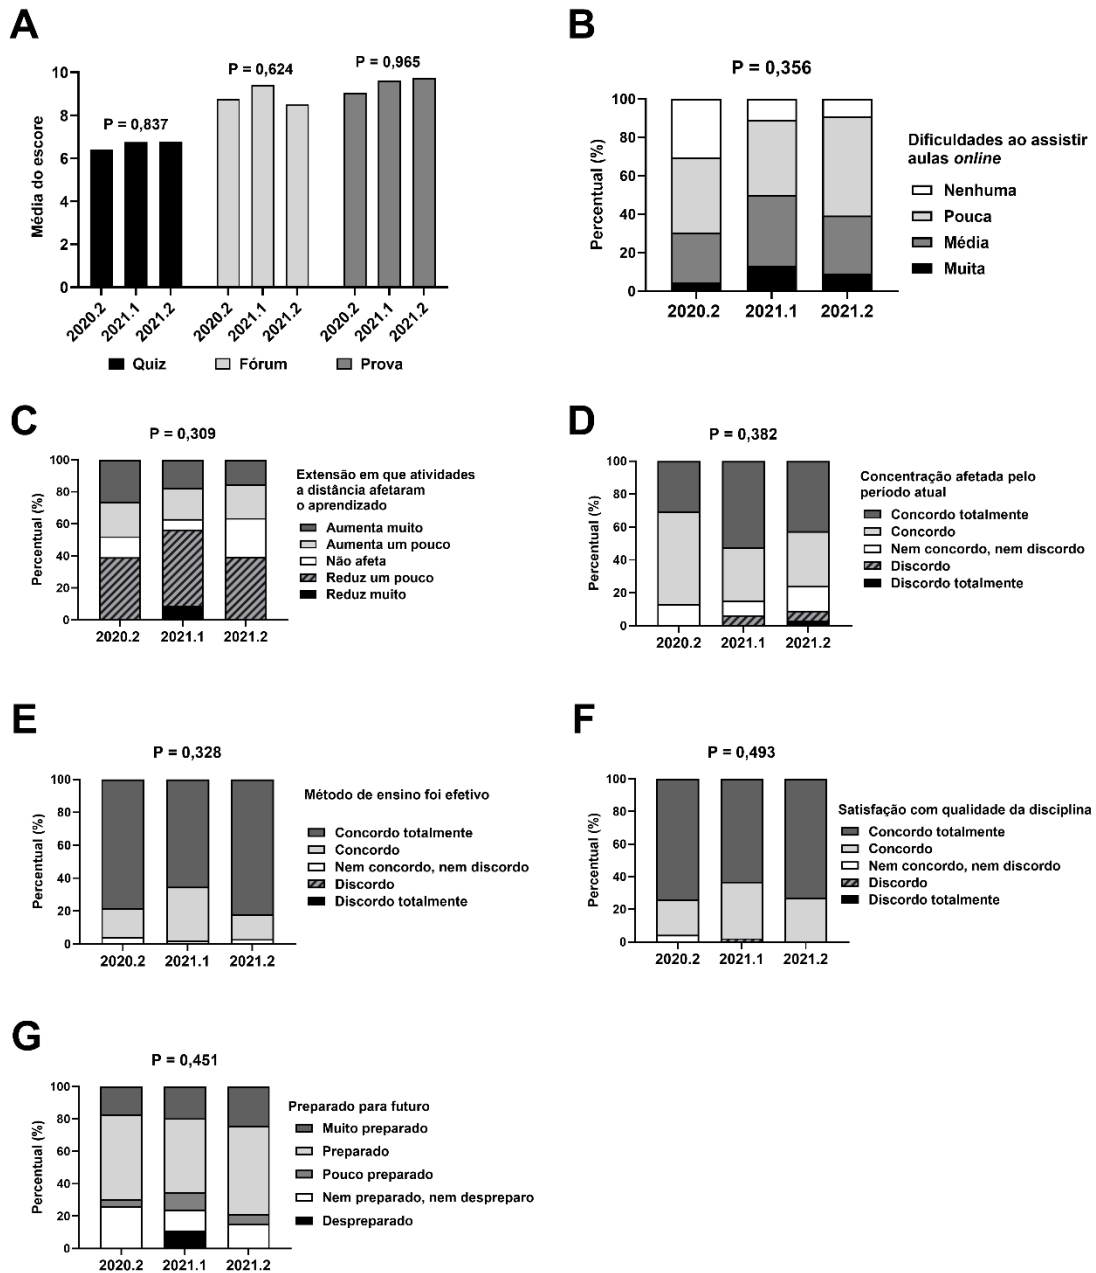 A
P = 0,837
P = 0,624
P = 0,965
Média do escore
10
8
6
4
2
0
2020.2
2021.1
2021.2
2020.2
2021.1
2021.2
2020.2
2021.1
2021.2
Quiz
Fórum
Prova
B
P = 0,356
Percentual (%)
100
80
60
40
20
0
2020.2
2021.1
2021.2
Dificuldades ao assistir
aulas online
Nenhuma
Pouca
Média
Muita
C
P = 0,309
Percentual (%)
100
80
60
40
20
0
2020.2
2021.1
2021.2
Extensão em que atividades
a distância afetaram
o aprendizado
Aumenta muito
Aumenta um pouco
Não afeta
Reduz um pouco
Reduz muito
D
P = 0,382
Percentual (%)
100
80
60
40
20
0
2020.2
2021.1
2021.2
Concentração afetada pelo
período atual
Concordo totalmente
Concordo
Nem concordo, nem discordo
Discordo
Discordo totalmente
E
P = 0,328
Percentual (%)
100
80
60
40
20
0
2020.2
2021.1
2021.2
Método de ensino foi efetivo
Concordo totalmente
Concordo
Nem concordo, nem discordo
Discordo
Discordo totalmente
F
P = 0,493
Percentual (%)
100
80
60
40
20
0
2020.2
2021.1
2021.2
Satisfação com qualidade da disciplina
Concordo totalmente
Concordo
Nem concordo, nem discordo
Discordo
Discordo totalmente
G
P = 0,451
Percentual (%)
100
80
60
40
20
0
2020.2
2021.1
2021.2
Preparado para futuro
Muito preparado
Preparado
Pouco preparado
Nem preparado, nem despreparo
Despreparado